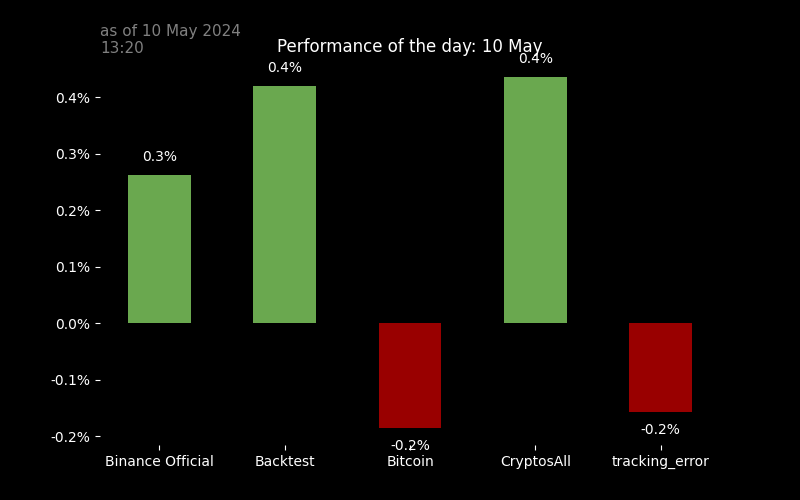 as of 10 May 2024
13:20
Performance of the day: 10 May
0.4%
0.4%
0.3%
0.2%
0.1%
0.0%
-0.1%
-0.2%
0.3%
0.4%
-0.2%
0.4%
-0.2%
Binance Official
Backtest
Bitcoin
CryptosAll
tracking_error